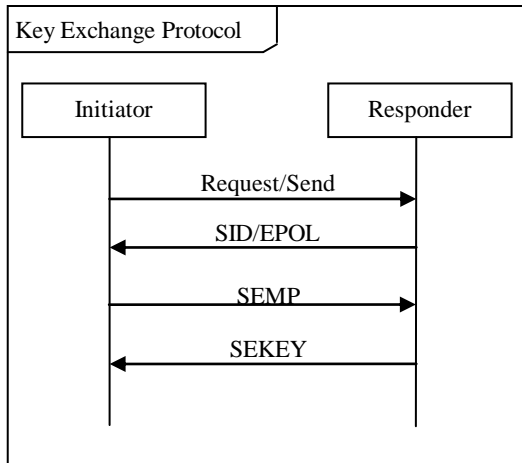 Key Exchange Protocol
Initiator
Responder
Request/Send
SID/EPOL
SEMP
SEKEY